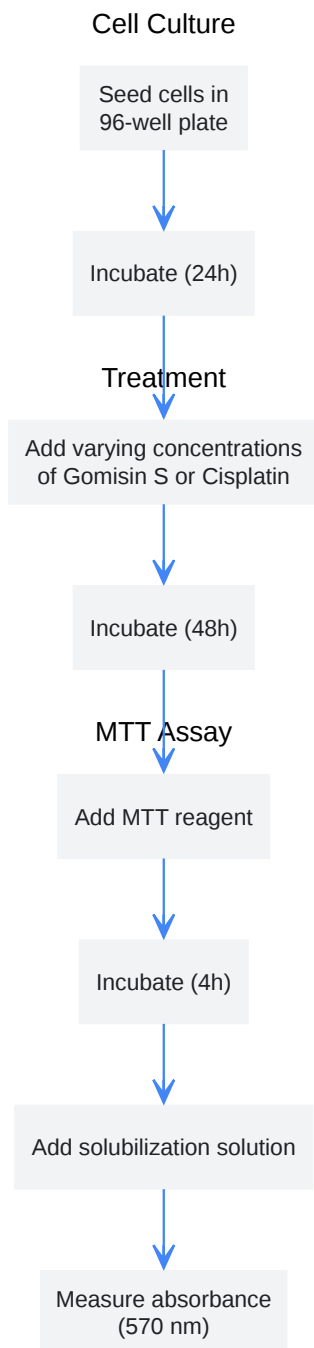 Cell Culture
Seed cells in
96-well plate
Incubate (24h)
Treatment
Add varying concentrations
of Gomisin S or Cisplatin
Incubate (48h)
MTT Assay
Add MTT reagent
Incubate (4h)
Add solubilization solution
Measure absorbance
(570 nm)